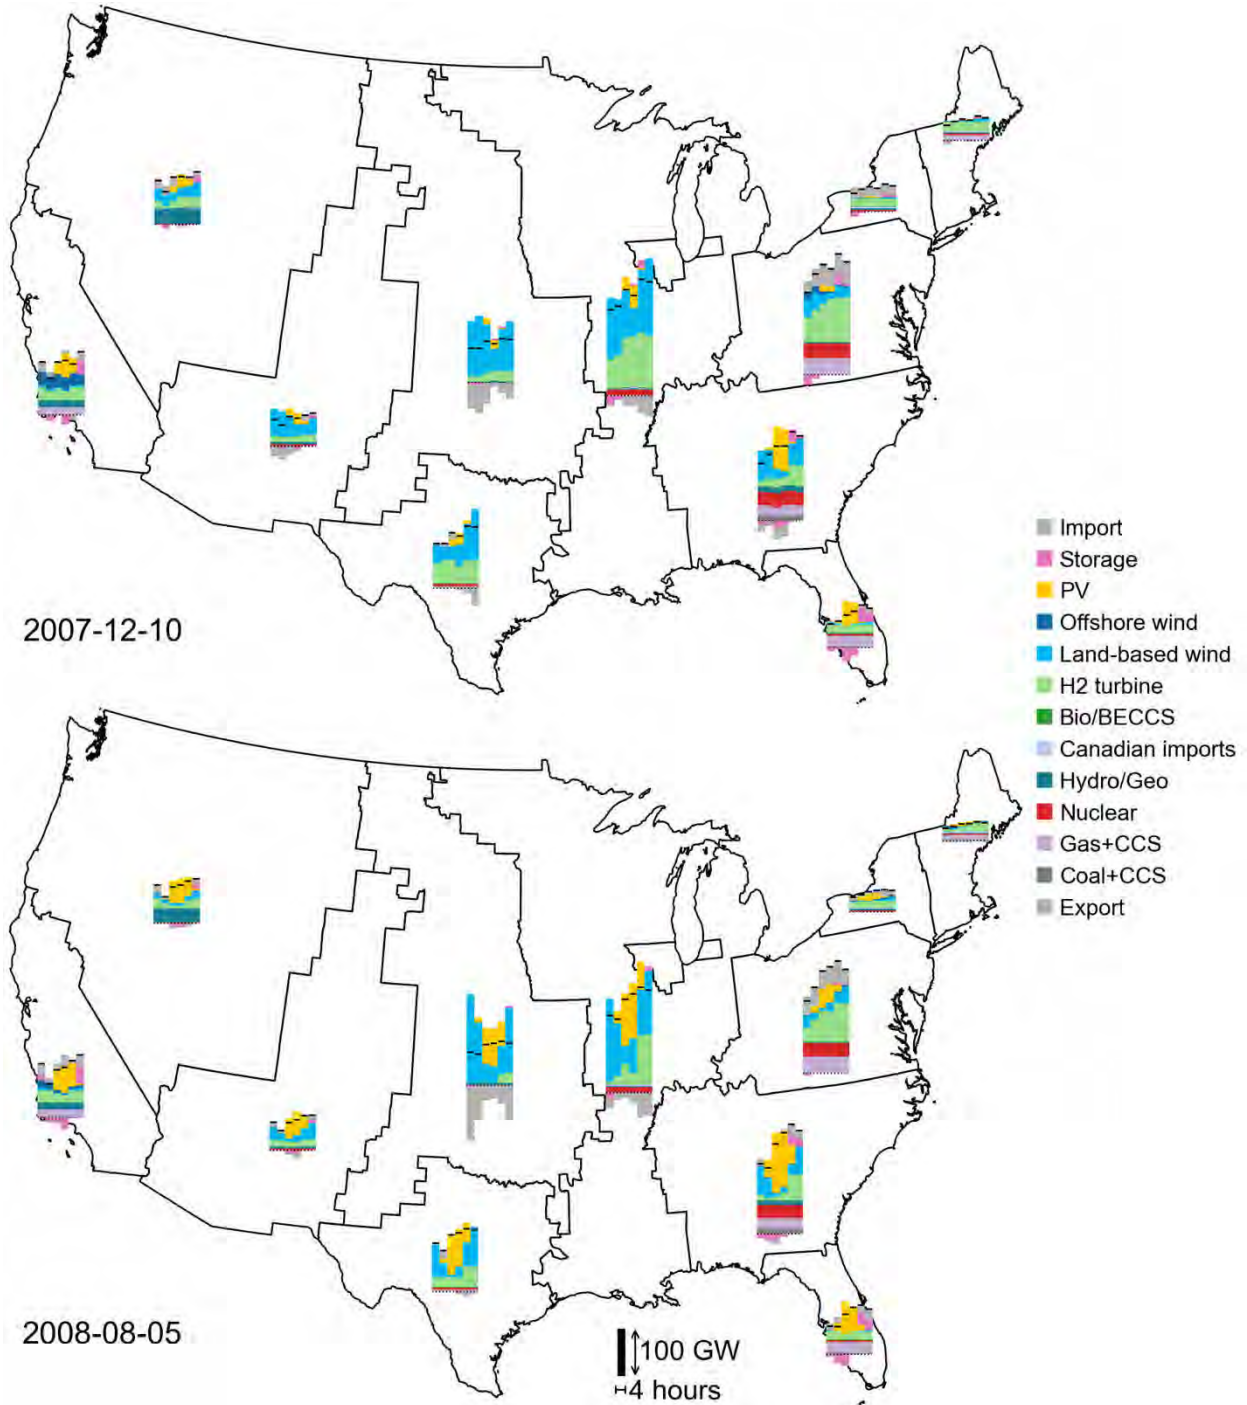 2007-12-10
Import
Storage
PV
Offshore wind
Land-based wind
H2 turbine
Bio/BECCS
Canadian imports
Hydro/Geo
Nuclear
Gas+CCS
Coal+CCS
Export
2008-08-05
100 GW
4 hours